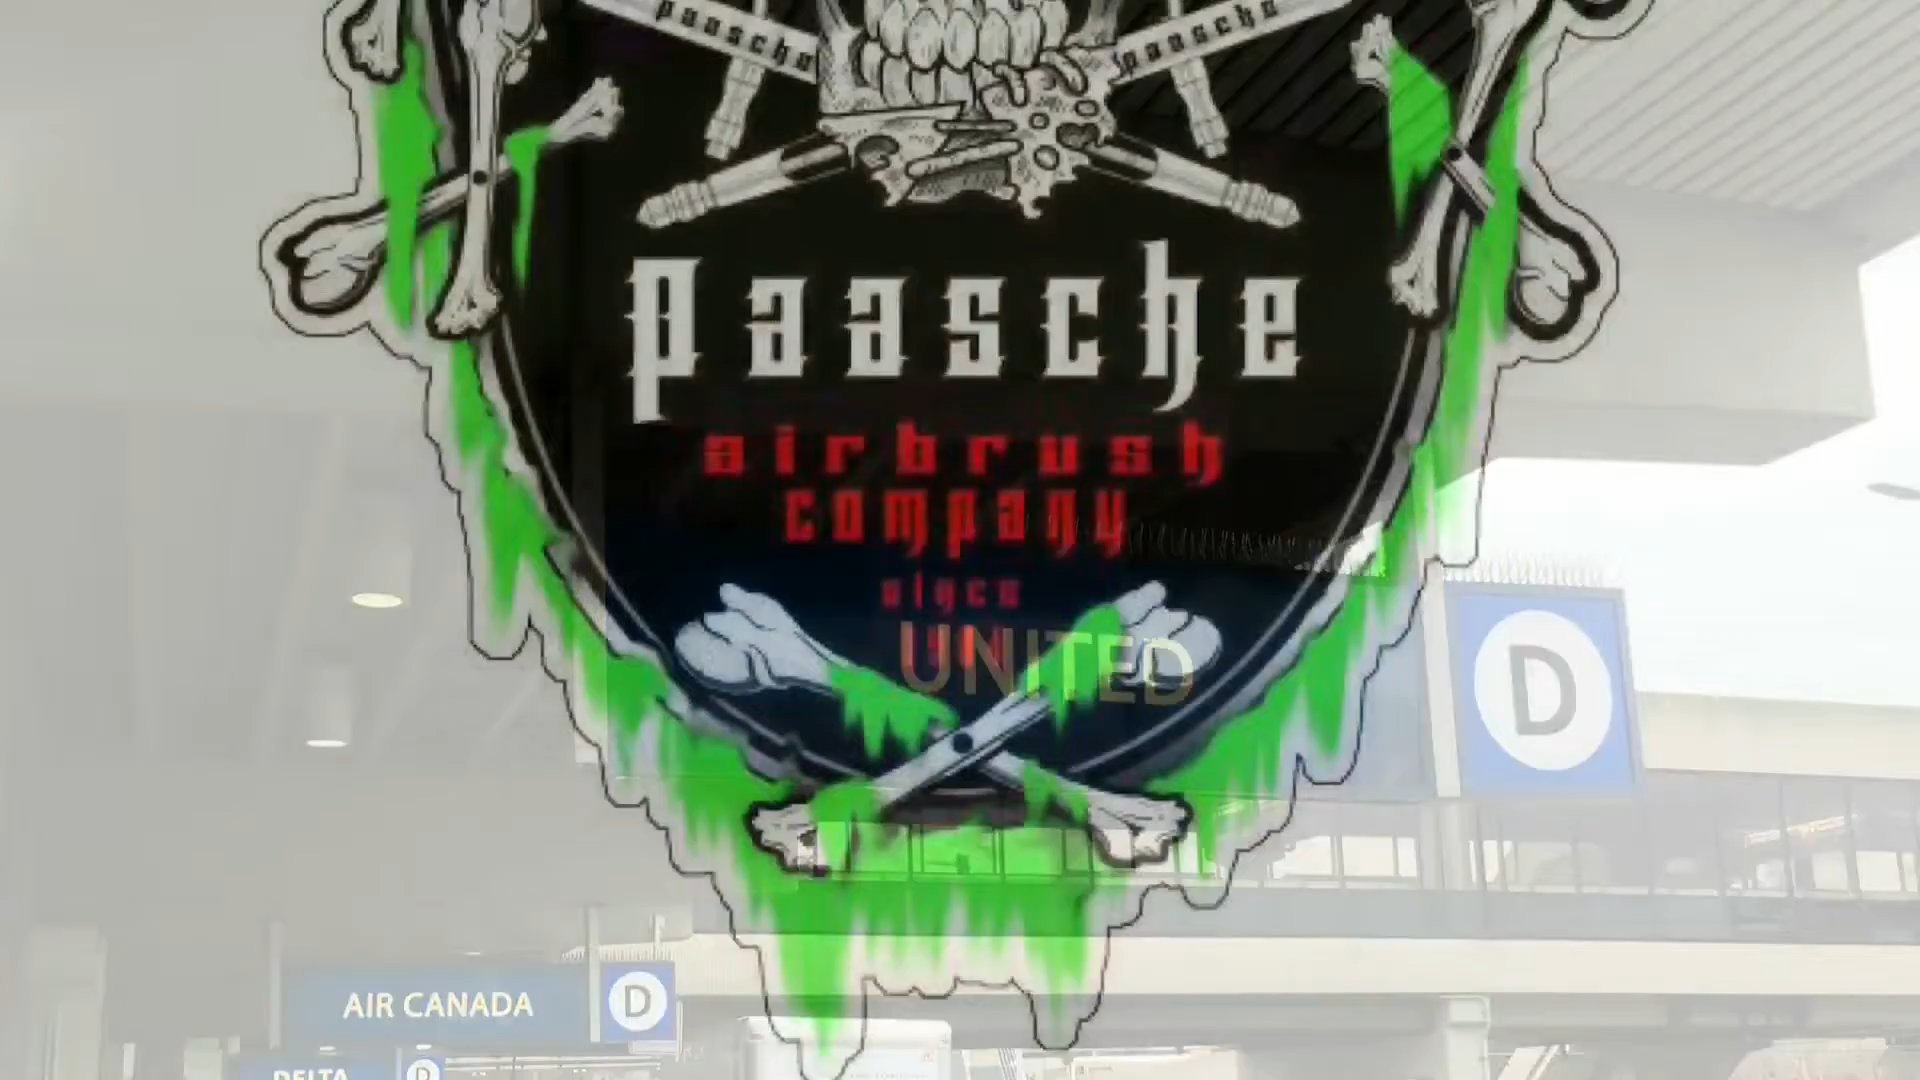 paasche
paasche
paasche
airbrush
company
UNITED
D
AIR CANADA
D
DELTA
D